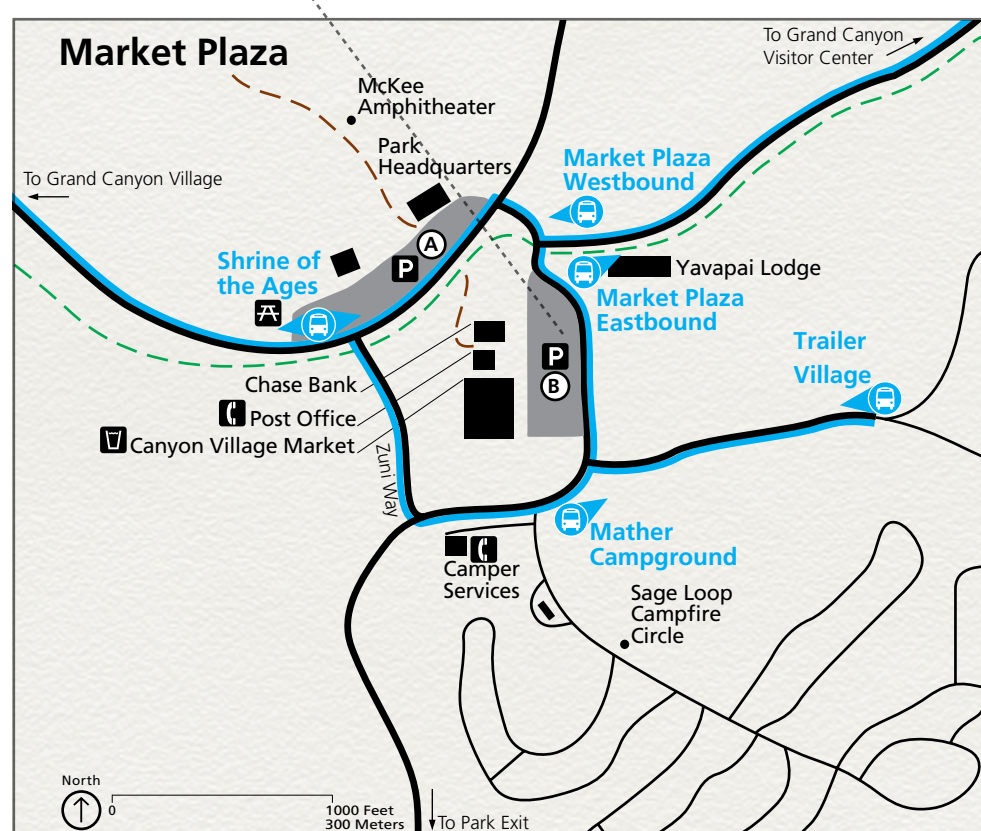 Market Plaza
To Grand Canyon
Visitor Center
McKee
Amphitheater
Park
Headquarters
Market Plaza
Westbound
To Grand Canyon Village
A
P
Shrine of
the Ages
Yavapai Lodge
Market Plaza
Eastbound
Trailer
Village
P
B
Chase Bank
Post Office
Canyon Village Market
Zuni Way
Mather
Campground
Camper
Services
Sage Loop
Campfire
Circle
North
0
1000 Feet
300 Meters
To Park Exit